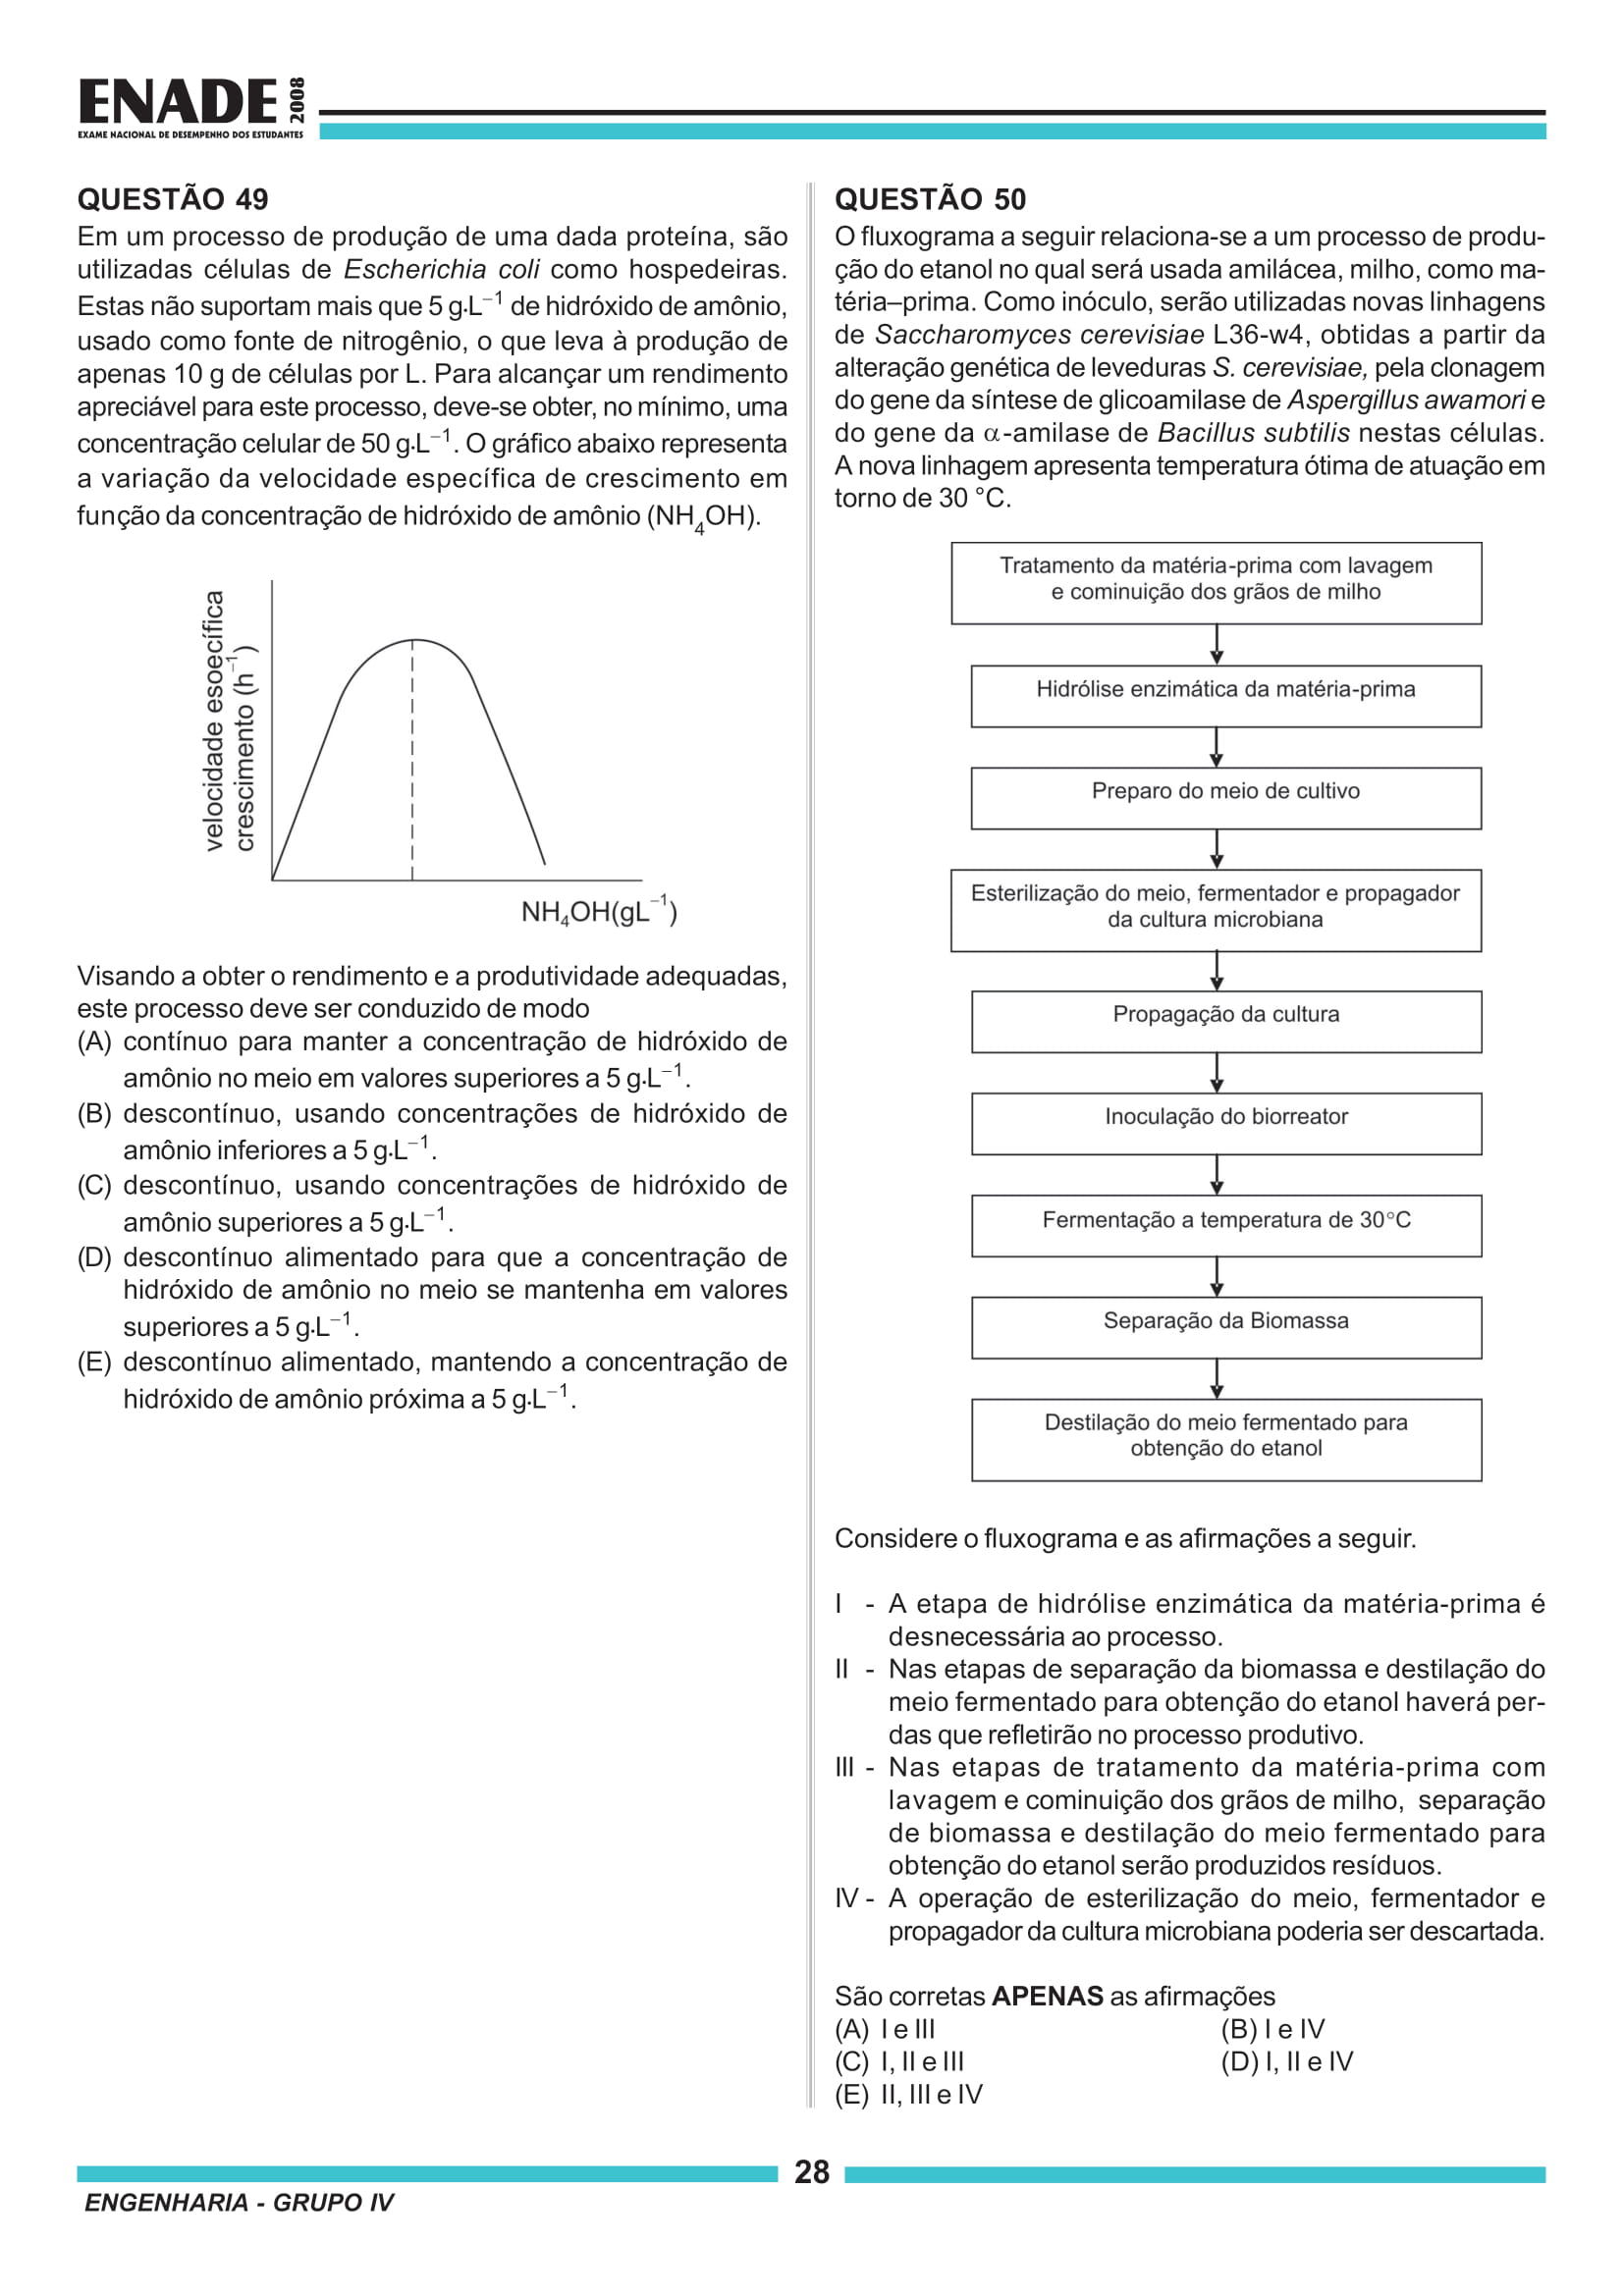 ENADE 2008
EXAME NACIONAL DE DESEMPENHO DOS ESTUDANTES
QUESTÃO 49
Em um processo de produção de uma dada proteína, são
utilizadas células de Escherichia coli como hospedeiras.
Estas não suportam mais que 5 g.L⁻¹ de hidróxido de amônio,
usado como fonte de nitrogênio, o que leva à produção de
apenas 10 g de células por L. Para alcançar um rendimento
apreciável para este processo, deve-se obter, no mínimo, uma
concentração celular de 50 g.L⁻¹. O gráfico abaixo representa
a variação da velocidade específica de crescimento em
função da concentração de hidróxido de amônio (NH₄OH).
velocidade esoecífica
crescimento (h⁻¹)
NH₄OH(gL⁻¹)
Visando a obter o rendimento e a produtividade adequadas,
este processo deve ser conduzido de modo
(A) contínuo para manter a concentração de hidróxido de
amônio no meio em valores superiores a 5 g.L⁻¹.
(B) descontínuo, usando concentrações de hidróxido de
amônio inferiores a 5 g.L⁻¹.
(C) descontínuo, usando concentrações de hidróxido de
amônio superiores a 5 g.L⁻¹.
(D) descontínuo alimentado para que a concentração de
hidróxido de amônio no meio se mantenha em valores
superiores a 5 g.L⁻¹.
(E) descontínuo alimentado, mantendo a concentração de
hidróxido de amônio próxima a 5 g.L⁻¹.
QUESTÃO 50
O fluxograma a seguir relaciona-se a um processo de produ-
ção do etanol no qual será usada amilácea, milho, como ma-
téria–prima. Como inóculo, serão utilizadas novas linhagens
de Saccharomyces cerevisiae L36-w4, obtidas a partir da
alteração genética de leveduras S. cerevisiae, pela clonagem
do gene da síntese de glicoamilase de Aspergillus awamori e
do gene da α-amilase de Bacillus subtilis nestas células.
A nova linhagem apresenta temperatura ótima de atuação em
torno de 30 °C.
Tratamento da matéria-prima com lavagem
e cominuição dos grãos de milho
Hidrólise enzimática da matéria-prima
Preparo do meio de cultivo
Esterilização do meio, fermentador e propagador
da cultura microbiana
Propagação da cultura
Inoculação do biorreator
Fermentação a temperatura de 30°C
Separação da Biomassa
Destilação do meio fermentado para
obtenção do etanol
Considere o fluxograma e as afirmações a seguir.
I - A etapa de hidrólise enzimática da matéria-prima é
desnecessária ao processo.
II - Nas etapas de separação da biomassa e destilação do
meio fermentado para obtenção do etanol haverá per-
das que refletirão no processo produtivo.
III - Nas etapas de tratamento da matéria-prima com
lavagem e cominuição dos grãos de milho, separação
de biomassa e destilação do meio fermentado para
obtenção do etanol serão produzidos resíduos.
IV - A operação de esterilização do meio, fermentador e
propagador da cultura microbiana poderia ser descartada.
São corretas APENAS as afirmações
(A) I e III (B) I e IV
(C) I, II e III (D) I, II e IV
(E) II, III e IV
28
ENGENHARIA - GRUPO IV